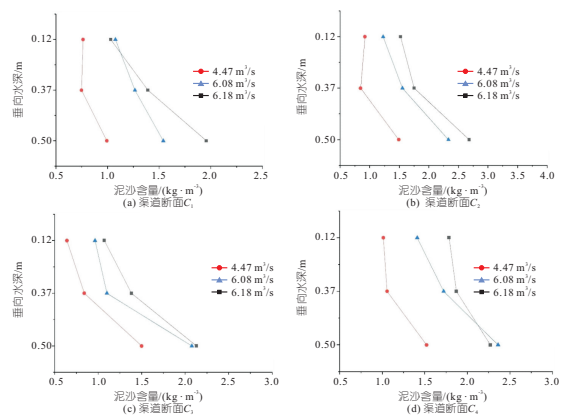 0.12
0.37
0.50
垂向水深/m
4.47 m³/s
6.08 m³/s
6.18 m³/s
0.5 1.0 1.5 2.0 2.5
泥沙含量/(kg·m⁻³)
(a) 渠道断面C₁
0.12
0.37
0.50
垂向水深/m
4.47 m³/s
6.08 m³/s
6.18 m³/s
0.5 1.0 1.5 2.0 2.5 3.0 3.5 4.0
泥沙含量/(kg·m⁻³)
(b) 渠道断面C₂
0.12
0.37
0.50
垂向水深/m
4.47 m³/s
6.08 m³/s
6.18 m³/s
0.5 1.0 1.5 2.0 2.5 3.0
泥沙含量/(kg·m⁻³)
(c) 渠道断面C₃
0.12
0.37
0.50
垂向水深/m
4.47 m³/s
6.08 m³/s
6.18 m³/s
0.5 1.0 1.5 2.0 2.5 3.0
泥沙含量/(kg·m⁻³)
(d) 渠道断面C₄